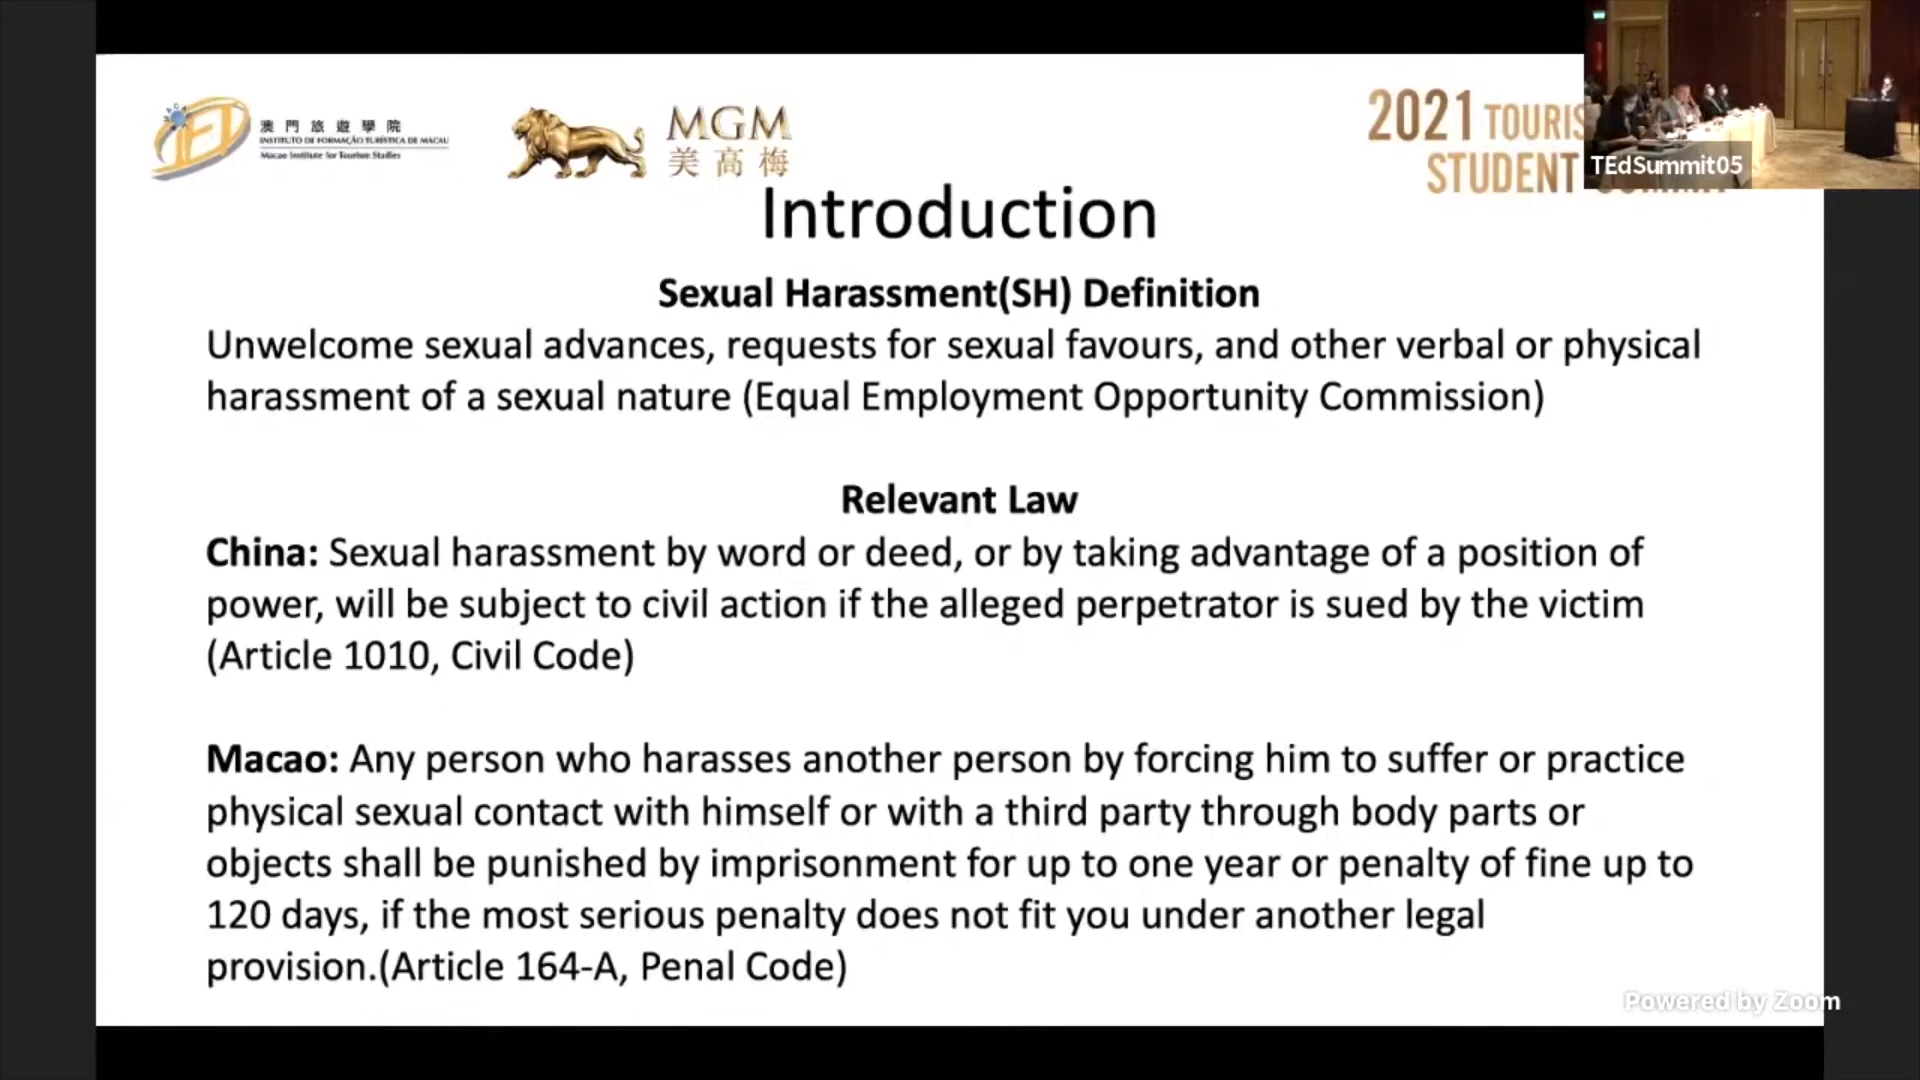 澳門旅遊學院
INSTITUTO DE FORMAÇÃO TURÍSTICA DE MACAU
Macao Institute for Tourism Studies
MGM
美高梅
2021 TOURIS
STUDENT
TEdSummit05
Introduction
Sexual Harassment(SH) Definition
Unwelcome sexual advances, requests for sexual favours, and other verbal or physical
harassment of a sexual nature (Equal Employment Opportunity Commission)
Relevant Law
China: Sexual harassment by word or deed, or by taking advantage of a position of
power, will be subject to civil action if the alleged perpetrator is sued by the victim
(Article 1010, Civil Code)
Macao: Any person who harasses another person by forcing him to suffer or practice
physical sexual contact with himself or with a third party through body parts or
objects shall be punished by imprisonment for up to one year or penalty of fine up to
120 days, if the most serious penalty does not fit you under another legal
provision.(Article 164-A, Penal Code)
Powered by Zoom